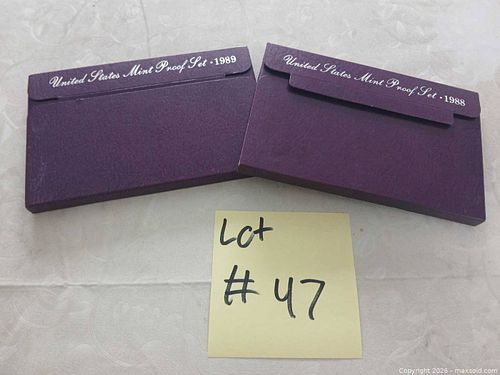 United States Mint Proof Set • 1989
United States Mint Proof Set • 1988
Lot
# 47
Copyright 2026 - maxsold.com